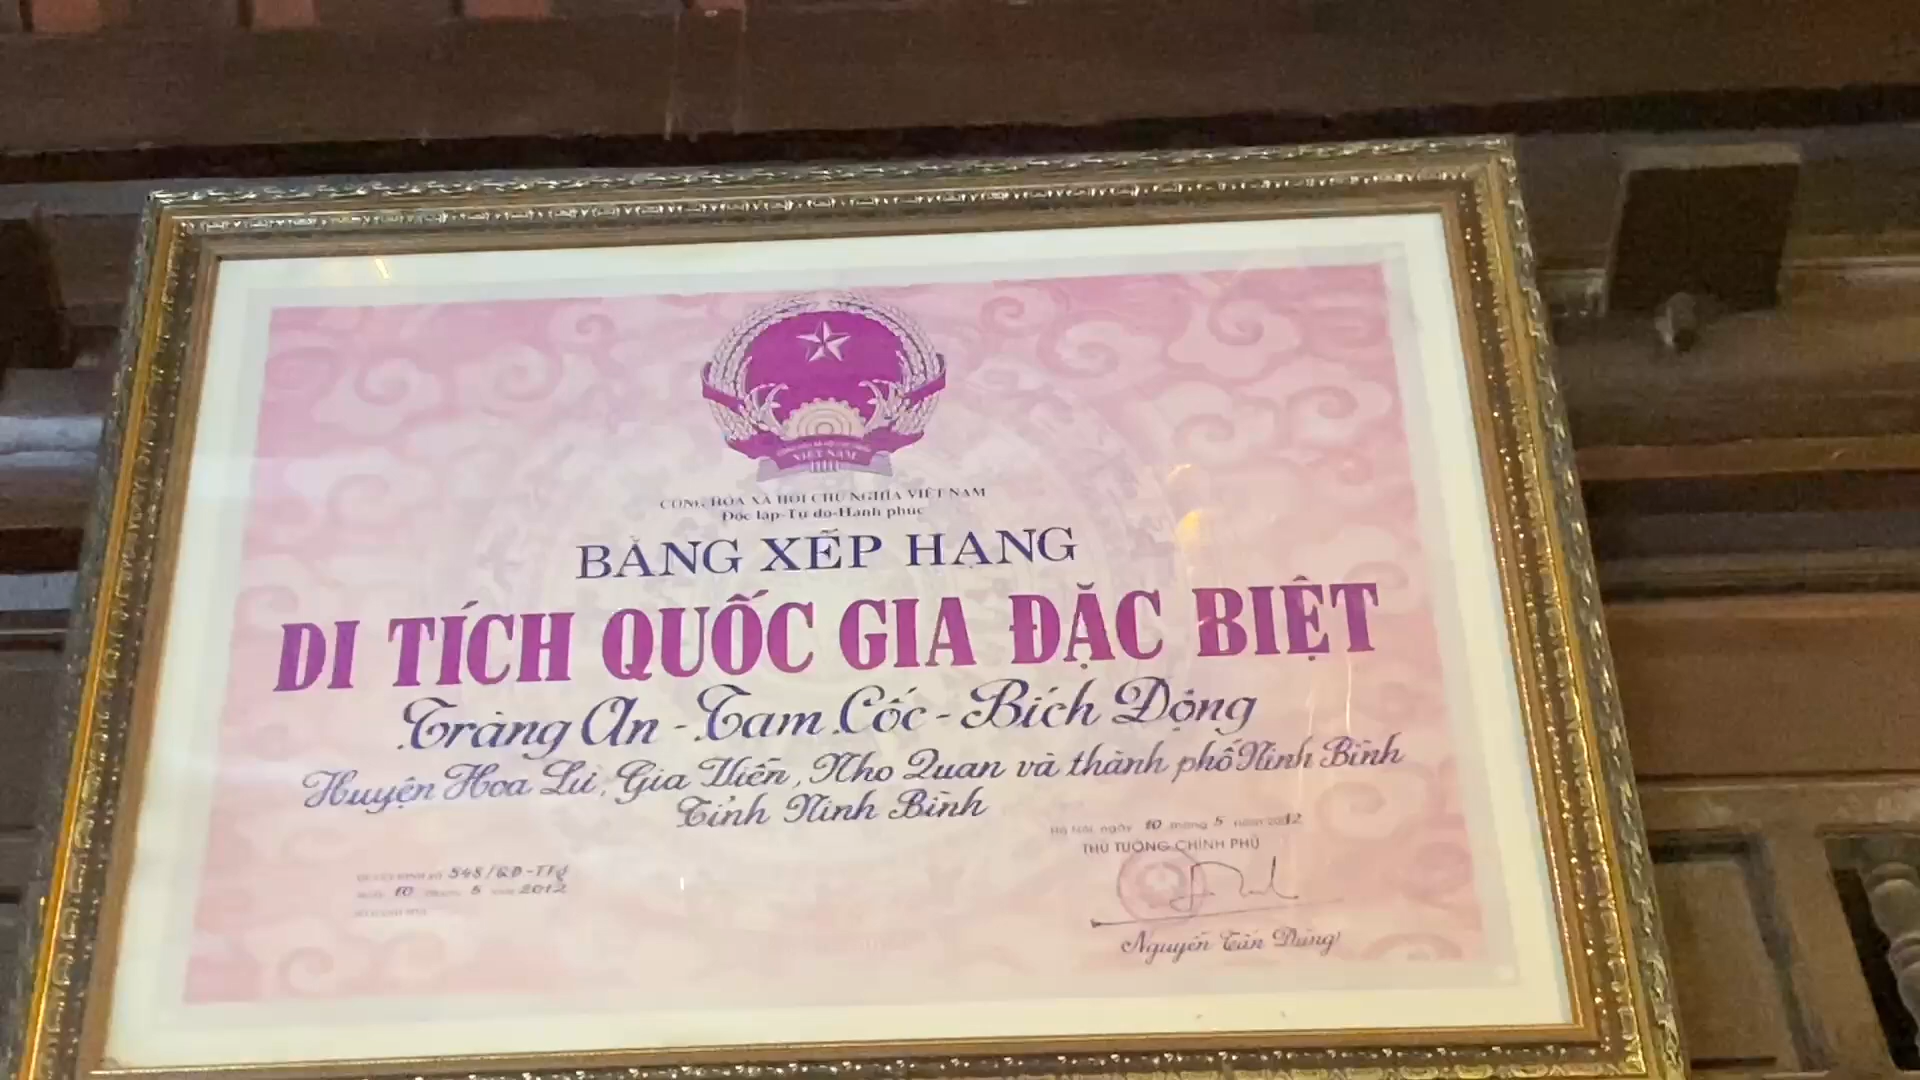 VIỆT NAM
CỘNG HÒA XÃ HỘI CHỦ NGHĨA VIỆT NAM
Độc lập-Tự do-Hạnh phúc
BẰNG XẾP HẠNG
DI TÍCH QUỐC GIA ĐẶC BIỆT
Tràng An - Tam Cốc - Bích Động
Huyện Hoa Lư, Gia Viễn, Nho Quan và thành phố Ninh Bình
Tỉnh Ninh Bình
Hà Nội, ngày 10 tháng 5 năm 2012
THỦ TƯỚNG CHÍNH PHỦ
548/QĐ-TTg
ngày 10 tháng 5 năm 2012
Nguyễn Tấn Dũng